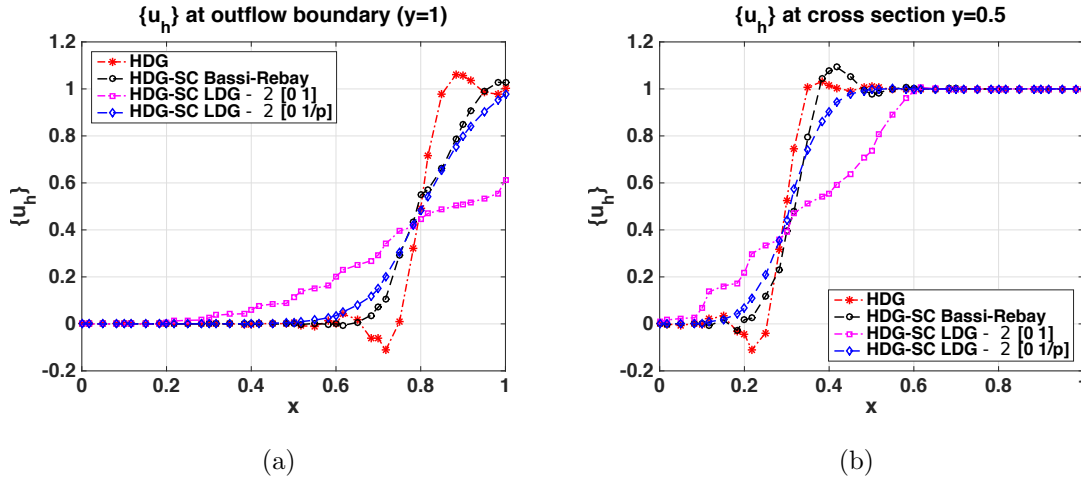 {u_h} at outflow boundary (y=1)
1.2
1
0.8
0.6
0.4
0.2
0
-0.2
{u_h}
HDG
HDG-SC Bassi-Rebay
HDG-SC LDG - 2 [0 1]
HDG-SC LDG - 2 [0 1/p]
0 0.2 0.4 0.6 0.8 1
x
(a)
{u_h} at cross section y=0.5
1.2
1
0.8
0.6
0.4
0.2
0
-0.2
{u_h}
HDG
HDG-SC Bassi-Rebay
HDG-SC LDG - 2 [0 1]
HDG-SC LDG - 2 [0 1/p]
0 0.2 0.4 0.6 0.8 1
x
(b)